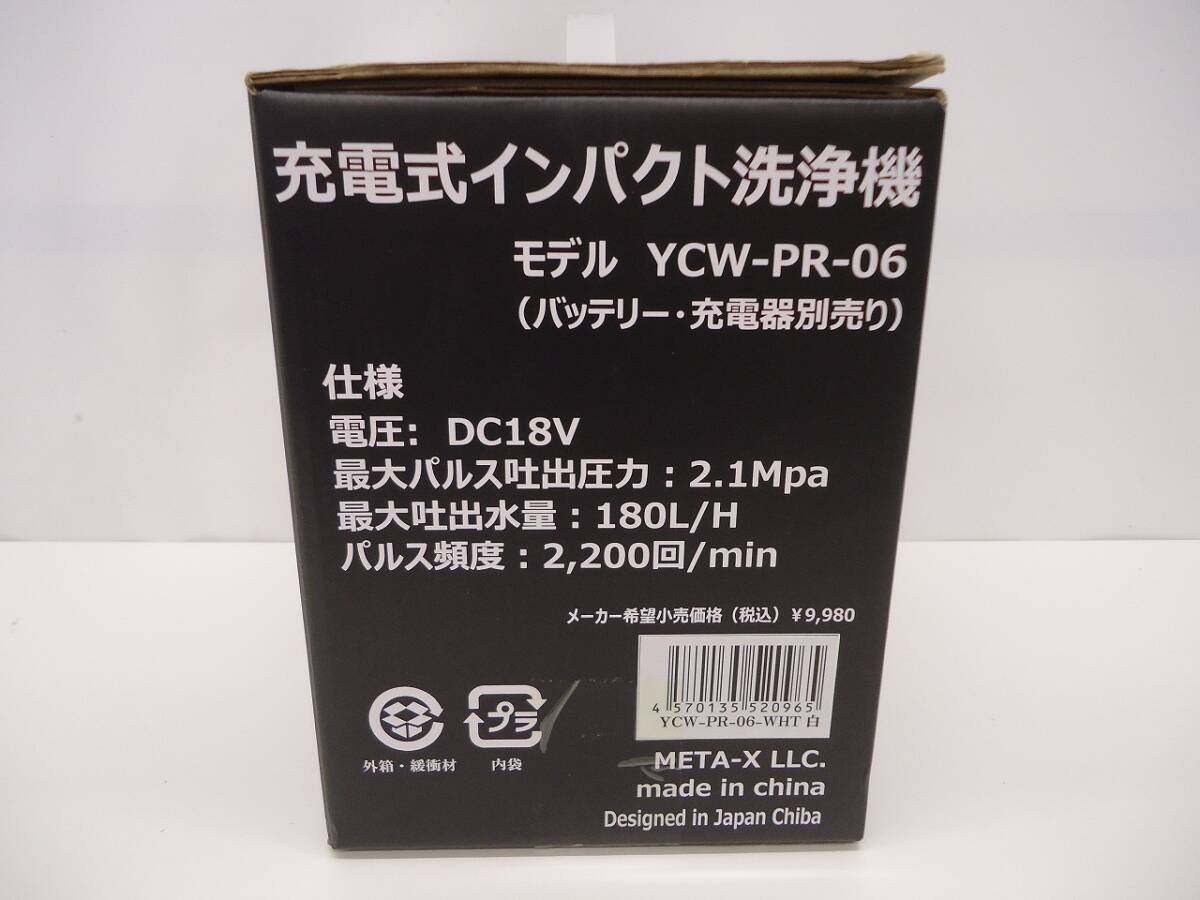 充電式インパクト洗浄機
モデル YCW-PR-06
（バッテリー・充電器別売り）
仕様
電圧: DC18V
最大パルス吐出圧力：2.1Mpa
最大吐出水量：180L/H
パルス頻度：2,200回/min
メーカー希望小売価格（税込）￥9,980
4 570135 520965
YCW-PR-06-WHT 白
プラ
外箱・緩衝材 内袋
META-X LLC.
made in china
Designed in Japan Chiba